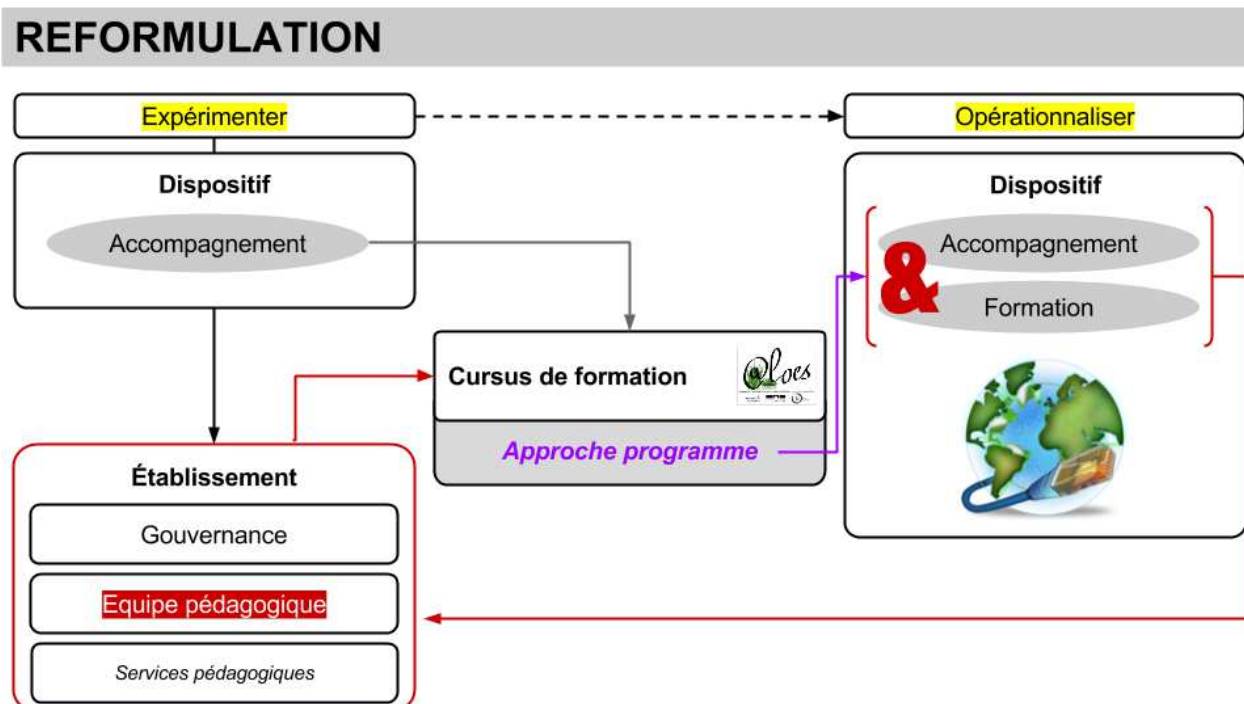 REFORMULATION
Expérimenter
Opérationnaliser
Dispositif
Accompagnement
Dispositif
Accompagnement
&
Formation
Cursus de formation
@loes
Approche programme
Établissement
Gouvernance
Equipe pédagogique
Services pédagogiques